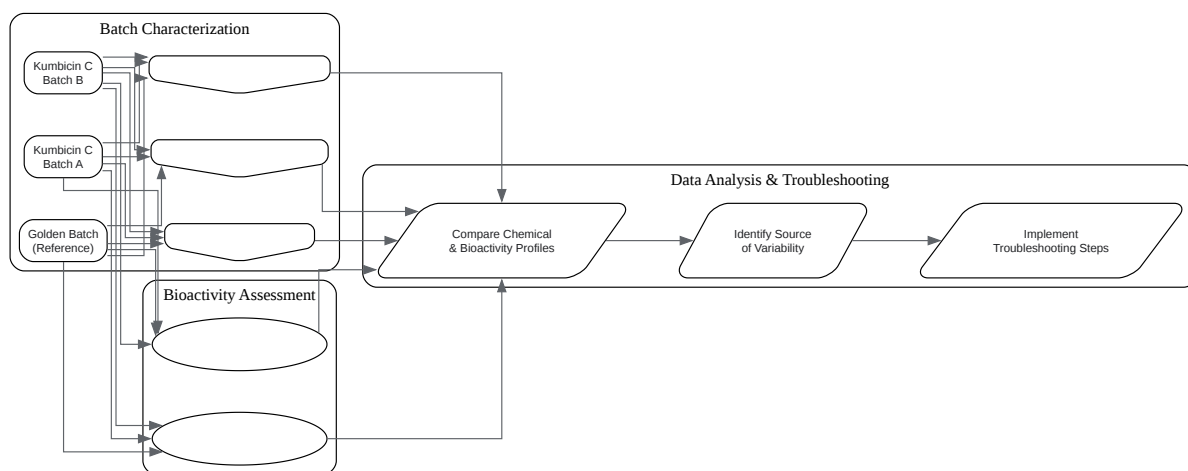 Batch Characterization
Kumbicin C
Batch B
Kumbicin C
Batch A
Golden Batch
(Reference)
Data Analysis & Troubleshooting
Compare Chemical
& Bioactivity Profiles
Identify Source
of Variability
Implement
Troubleshooting Steps
Bioactivity Assessment